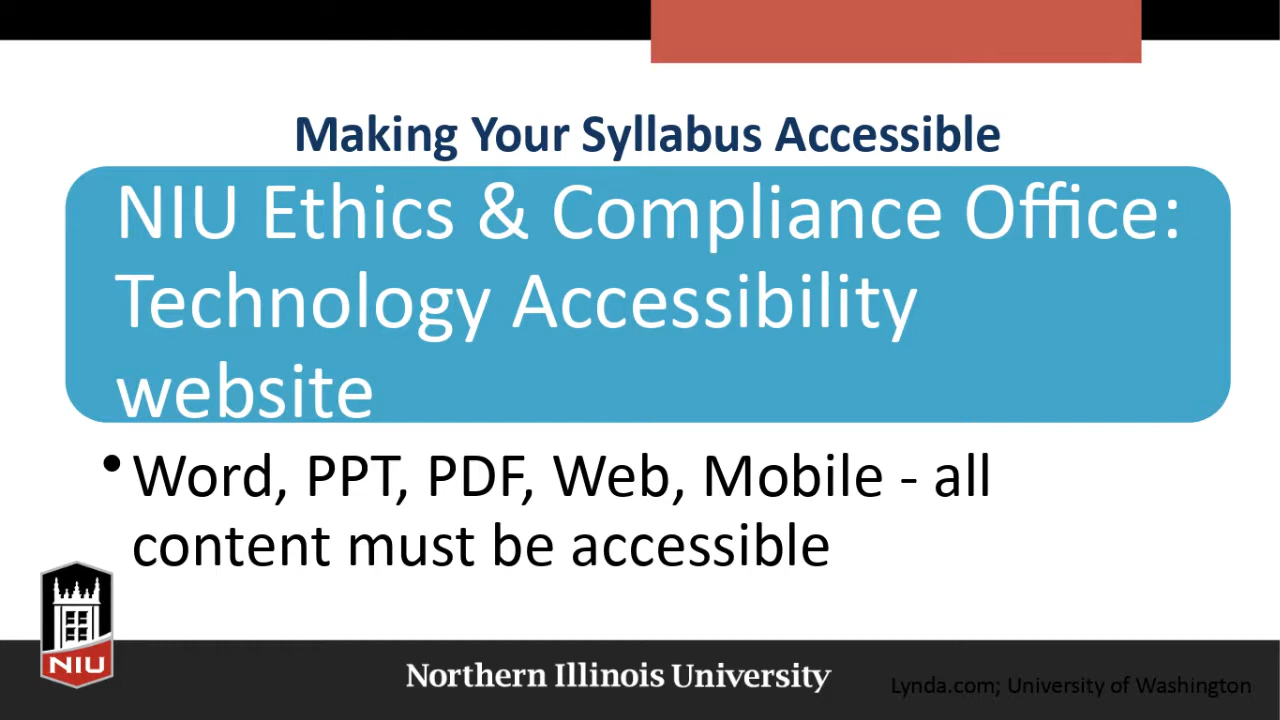 Making Your Syllabus Accessible
NIU Ethics & Compliance Office:
Technology Accessibility
website
• Word, PPT, PDF, Web, Mobile - all
content must be accessible
NIU
Northern Illinois University
Lynda.com; University of Washington